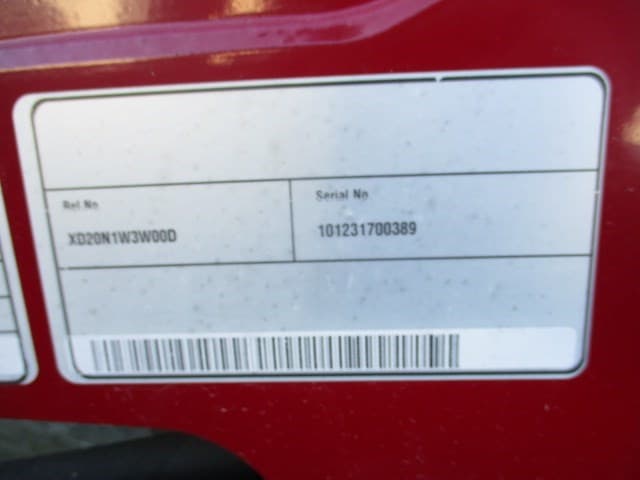 Ref No
Serial No
XD20N1W3W00D
101231700389